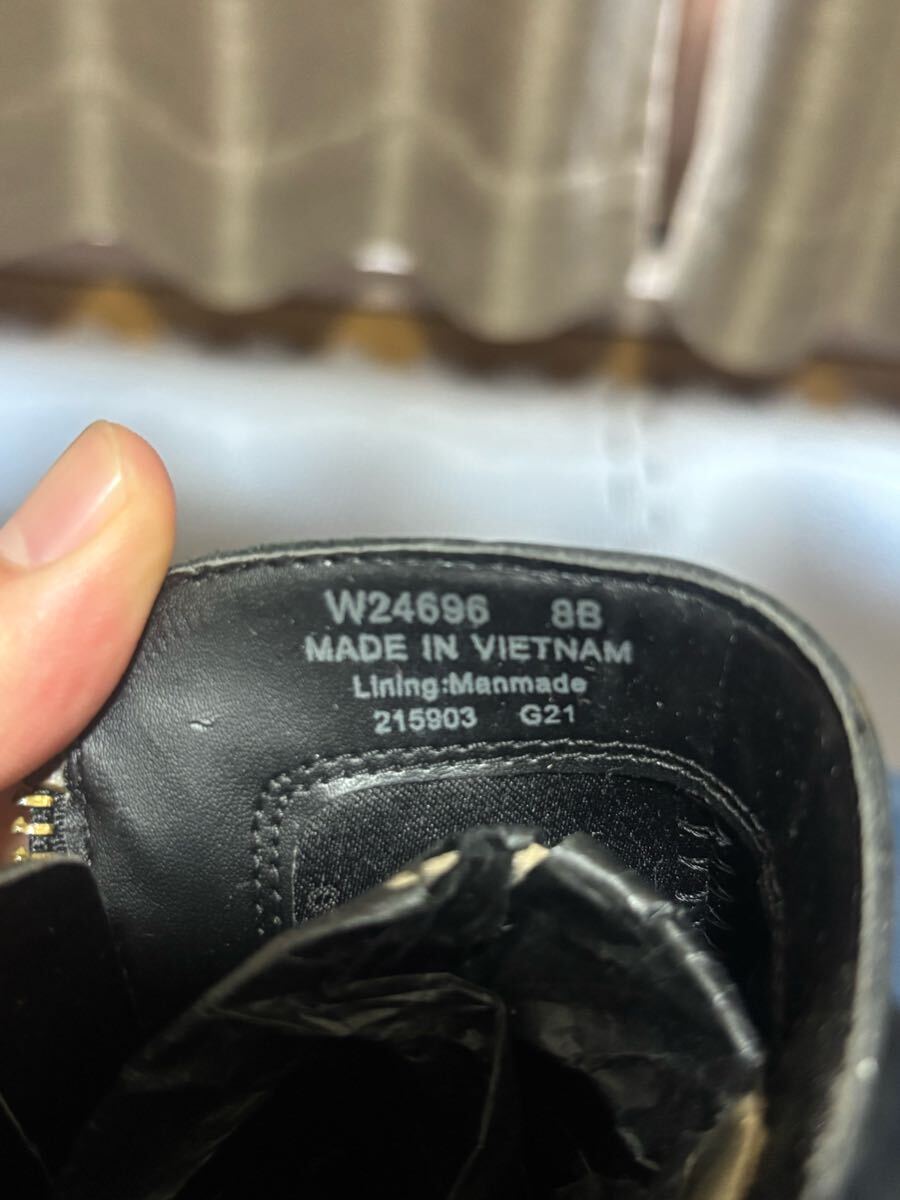 W24696 8B
MADE IN VIETNAM
Lining:Manmade
215903 G21